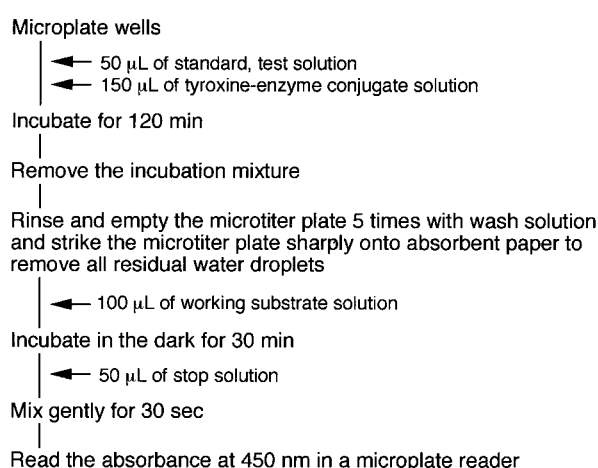 Microplate wells
50 μL of standard, test solution
150 μL of tyroxine-enzyme conjugate solution
Incubate for 120 min
Remove the incubation mixture
Rinse and empty the microtiter plate 5 times with wash solution
and strike the microtiter plate sharply onto absorbent paper to
remove all residual water droplets
100 μL of working substrate solution
Incubate in the dark for 30 min
50 μL of stop solution
Mix gently for 30 sec
Read the absorbance at 450 nm in a microplate reader